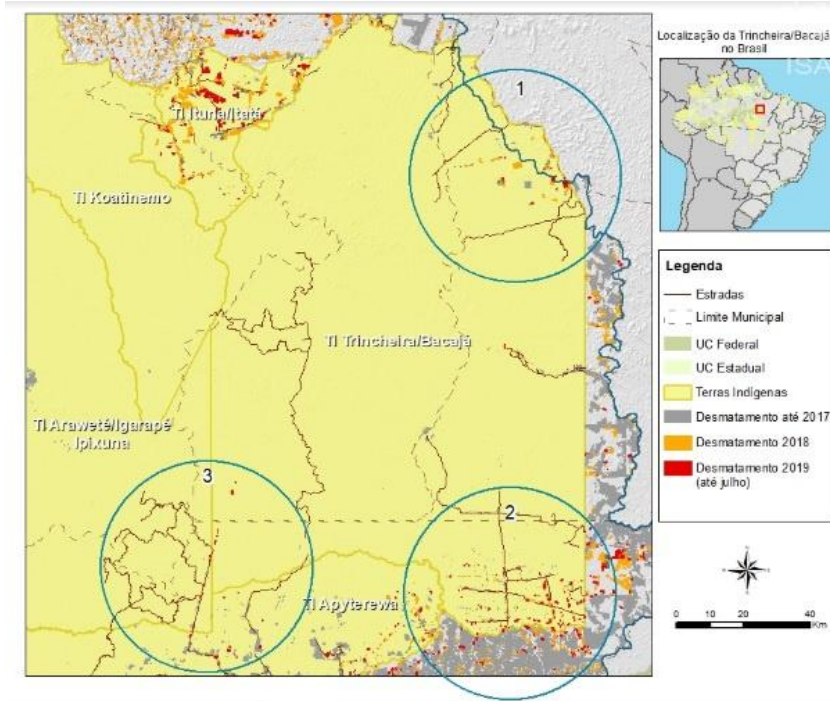 Localização da Trincheira/Bacajá
no Brasil
ISA
1
TI Ituna/Itatá
TI Koatinemo
TI Trincheira/Bacajá
TI Araweté/Igarapé
Ipixuna
3
2
TI Apyterewa
Legenda
Estradas
Limite Municipal
UC Federal
UC Estadual
Terras Indígenas
Desmatamento até 2017
Desmatamento 2018
Desmatamento 2019
(até julho)
0 10 20 40
Km